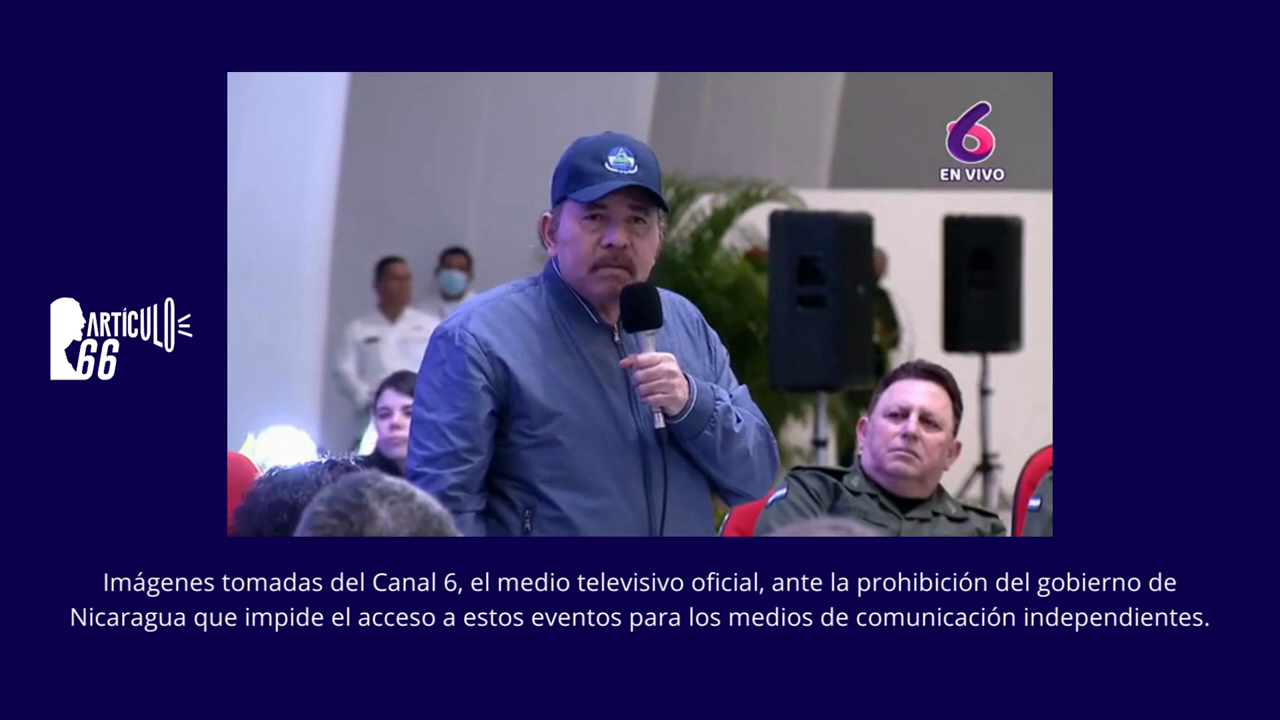 6
EN VIVO
ARTÍCULO
66
Imágenes tomadas del Canal 6, el medio televisivo oficial, ante la prohibición del gobierno de
Nicaragua que impide el acceso a estos eventos para los medios de comunicación independientes.